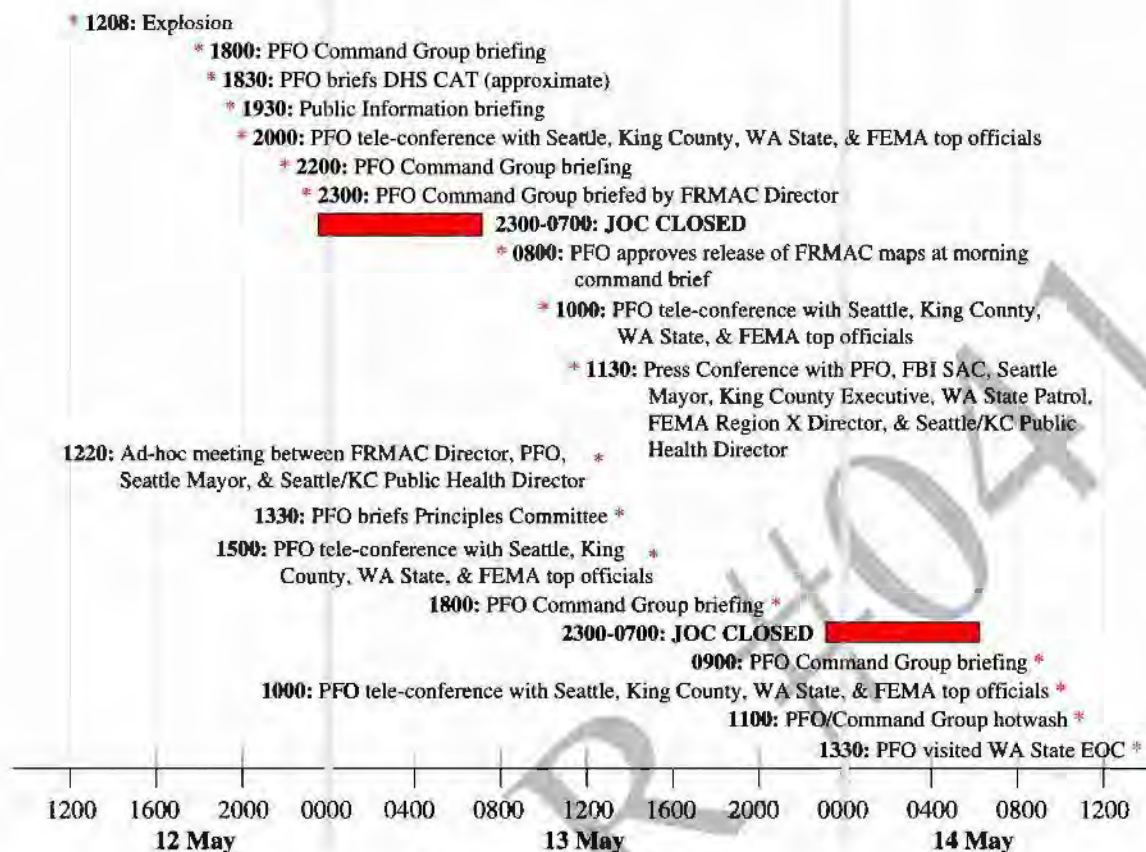 * 1208: Explosion
* 1800: PFO Command Group briefing
* 1830: PFO briefs DHS CAT (approximate)
* 1930: Public Information briefing
* 2000: PFO tele-conference with Seattle, King County, WA State, & FEMA top officials
* 2200: PFO Command Group briefing
* 2300: PFO Command Group briefed by FRMAC Director
2300-0700: JOC CLOSED
* 0800: PFO approves release of FRMAC maps at morning
command brief
* 1000: PFO tele-conference with Seattle, King County,
WA State, & FEMA top officials
* 1130: Press Conference with PFO, FBI SAC, Seattle
Mayor, King County Executive, WA State Patrol,
FEMA Region X Director, & Seattle/KC Public
Health Director
1220: Ad-hoc meeting between FRMAC Director, PFO, *
Seattle Mayor, & Seattle/KC Public Health Director
1330: PFO briefs Principles Committee *
1500: PFO tele-conference with Seattle, King *
County, WA State, & FEMA top officials
1800: PFO Command Group briefing *
2300-0700: JOC CLOSED
0900: PFO Command Group briefing *
1000: PFO tele-conference with Seattle, King County, WA State, & FEMA top officials *
1100: PFO/Command Group hotwash *
1330: PFO visited WA State EOC *
1200 1600 2000 0000 0400 0800 1200 1600 2000 0000 0400 0800 1200
12 May 13 May 14 May
R #041